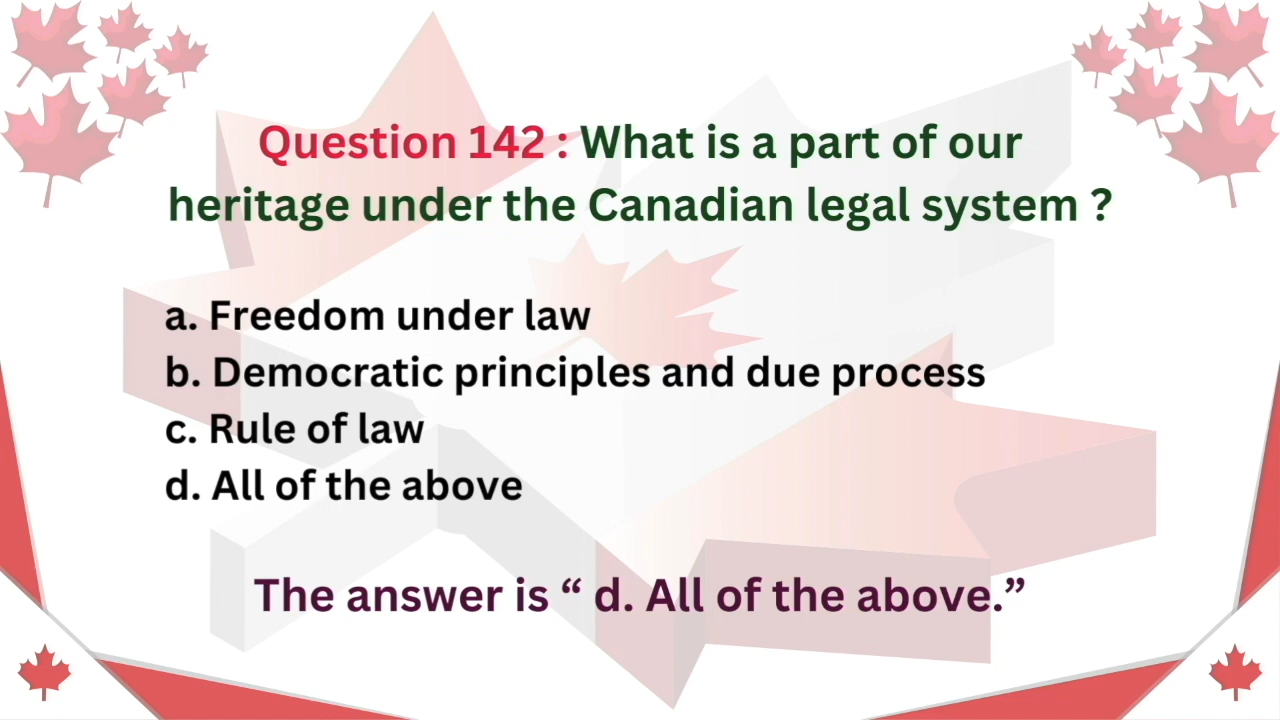 Question 142 : What is a part of our
heritage under the Canadian legal system ?
a. Freedom under law
b. Democratic principles and due process
c. Rule of law
d. All of the above
The answer is “ d. All of the above.”